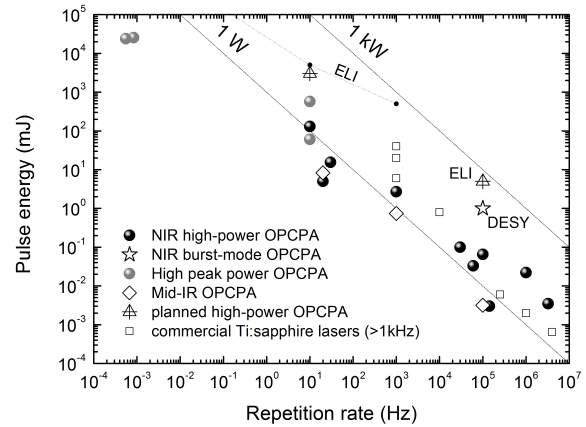 10^5
10^4
10^3
10^2
10^1
10^0
10^-1
10^-2
10^-3
10^-4
Pulse energy (mJ)
1 W
1 kW
ELI
ELI
DESY
NIR high-power OPCPA
NIR burst-mode OPCPA
High peak power OPCPA
Mid-IR OPCPA
planned high-power OPCPA
commercial Ti:sapphire lasers (>1kHz)
10^-4 10^-3 10^-2 10^-1 10^0 10^1 10^2 10^3 10^4 10^5 10^6 10^7
Repetition rate (Hz)